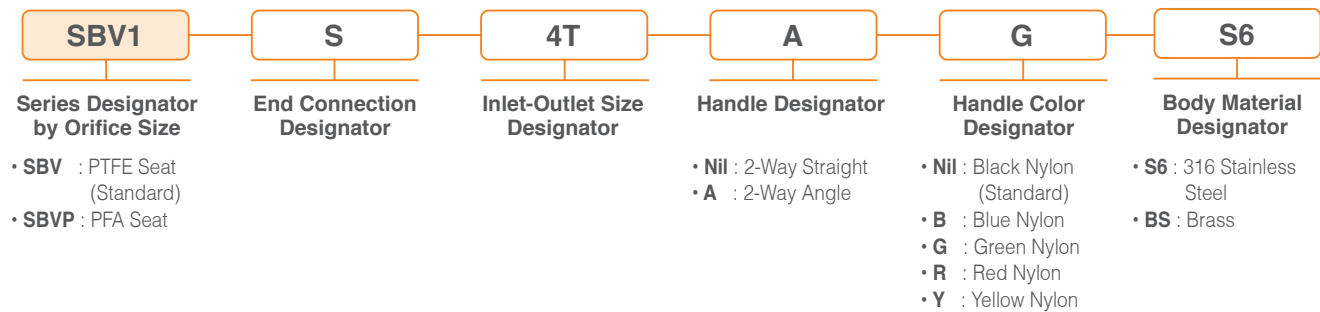 SBV1 S 4T A G S6
Series Designator
by Orifice Size
• SBV : PTFE Seat
(Standard)
• SBVP : PFA Seat
End Connection
Designator
Inlet-Outlet Size
Designator
Handle Designator
• Nil : 2-Way Straight
• A : 2-Way Angle
Handle Color
Designator
• Nil : Black Nylon
(Standard)
• B : Blue Nylon
• G : Green Nylon
• R : Red Nylon
• Y : Yellow Nylon
Body Material
Designator
• S6 : 316 Stainless
Steel
• BS : Brass